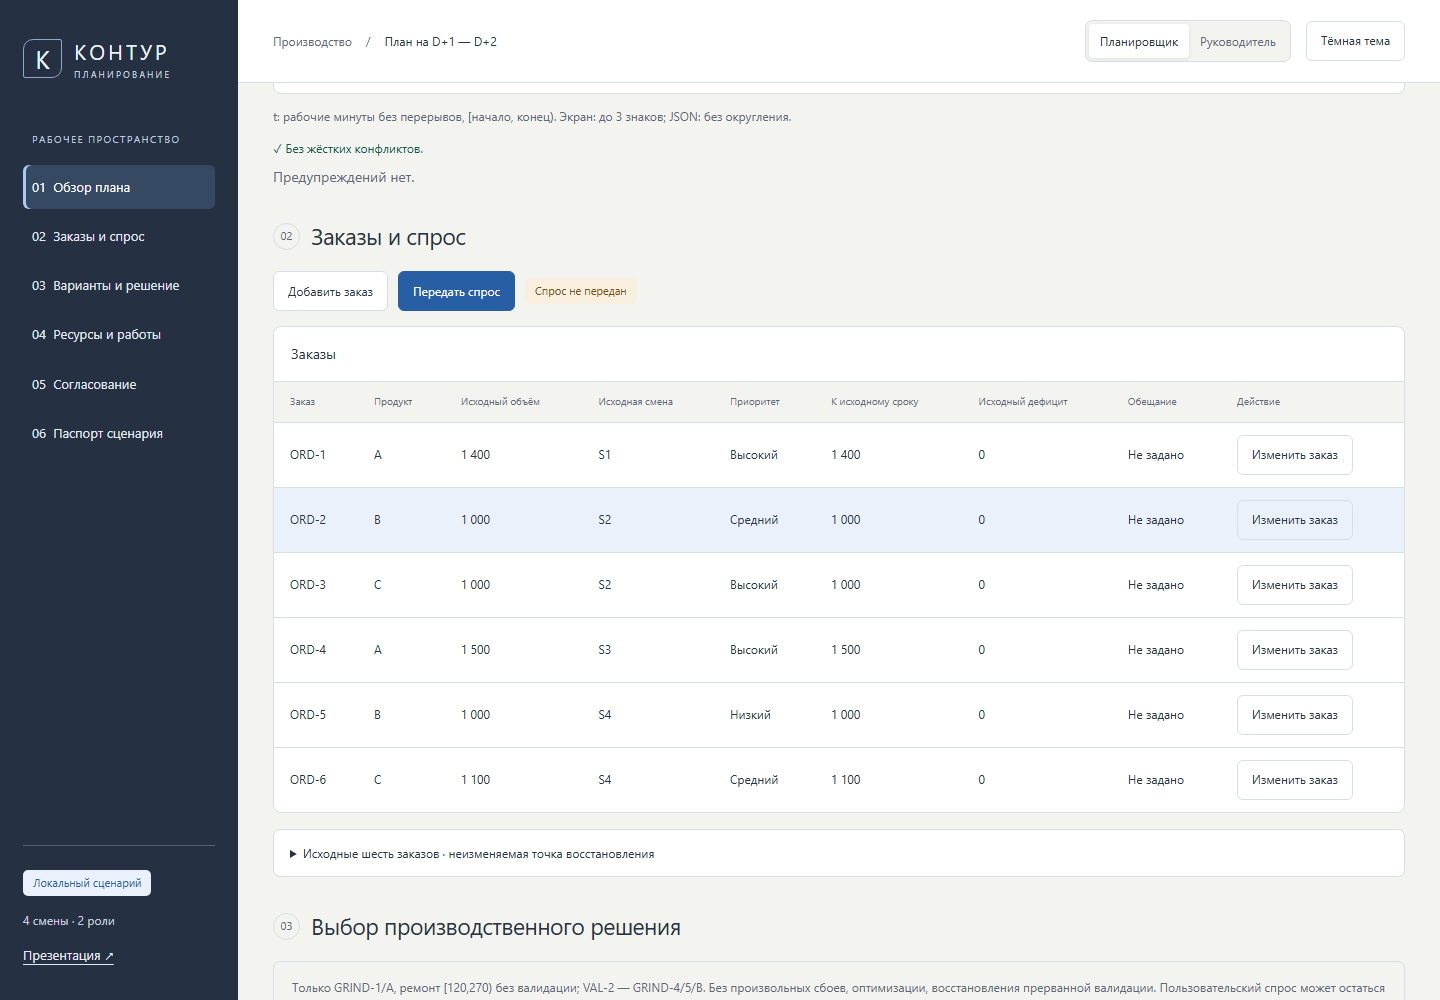 К
КОНТУР
ПЛАНИРОВАНИЕ
РАБОЧЕЕ ПРОСТРАНСТВО
01 Обзор плана
02 Заказы и спрос
03 Варианты и решение
04 Ресурсы и работы
05 Согласование
06 Паспорт сценария
Локальный сценарий
4 смены · 2 роли
Презентация ↗
Производство / План на D+1 — D+2
Планировщик Руководитель
Тёмная тема
t: рабочие минуты без перерывов, [начало, конец). Экран: до 3 знаков; JSON: без округления.
✓ Без жёстких конфликтов.
Предупреждений нет.
02 Заказы и спрос
Добавить заказ Передать спрос Спрос не передан
Заказы
Заказ Продукт Исходный объём Исходная смена Приоритет К исходному сроку Исходный дефицит Обещание Действие
ORD-1 A 1 400 S1 Высокий 1 400 0 Не задано Изменить заказ
ORD-2 B 1 000 S2 Средний 1 000 0 Не задано Изменить заказ
ORD-3 C 1 000 S2 Высокий 1 000 0 Не задано Изменить заказ
ORD-4 A 1 500 S3 Высокий 1 500 0 Не задано Изменить заказ
ORD-5 B 1 000 S4 Низкий 1 000 0 Не задано Изменить заказ
ORD-6 C 1 100 S4 Средний 1 100 0 Не задано Изменить заказ
▶ Исходные шесть заказов · неизменяемая точка восстановления
03 Выбор производственного решения
Только GRIND-1/A, ремонт [120,270) без валидации; VAL-2 — GRIND-4/5/B. Без произвольных сбоев, оптимизации, восстановления прерванной валидации. Пользовательский спрос может остаться